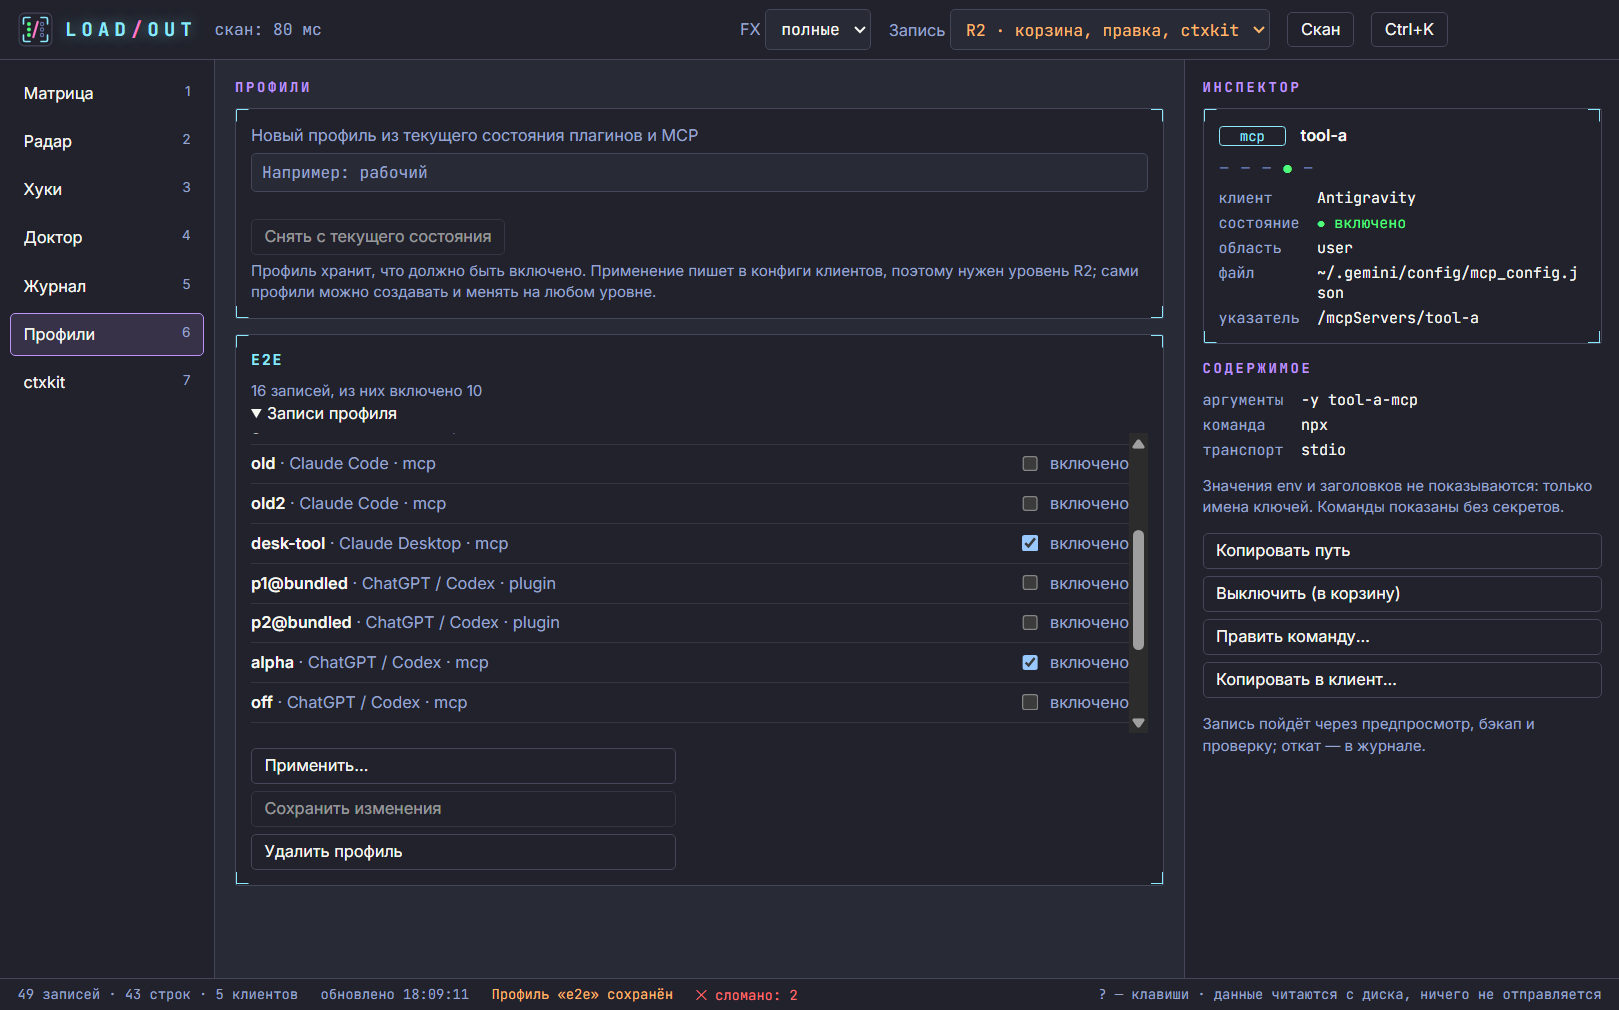 LOAD/OUT скан: 80 мс FX полные Запись R2 · корзина, правка, ctxkit Скан Ctrl+K
Матрица 1
Радар 2
Хуки 3
Доктор 4
Журнал 5
Профили 6
ctxkit 7
ПРОФИЛИ
Новый профиль из текущего состояния плагинов и MCP
Например: рабочий
Снять с текущего состояния
Профиль хранит, что должно быть включено. Применение пишет в конфиги клиентов, поэтому нужен уровень R2; сами
профили можно создавать и менять на любом уровне.
E2E
16 записей, из них включено 10
▼ Записи профиля
old · Claude Code · mcp включено
old2 · Claude Code · mcp включено
desk-tool · Claude Desktop · mcp включено
p1@bundled · ChatGPT / Codex · plugin включено
p2@bundled · ChatGPT / Codex · plugin включено
alpha · ChatGPT / Codex · mcp включено
off · ChatGPT / Codex · mcp включено
Применить...
Сохранить изменения
Удалить профиль
ИНСПЕКТОР
mcp tool-a
— — — ● —
клиент Antigravity
состояние ● включено
область user
файл ~/.gemini/config/mcp_config.j
son
указатель /mcpServers/tool-a
СОДЕРЖИМОЕ
аргументы -y tool-a-mcp
команда npx
транспорт stdio
Значения env и заголовков не показываются: только
имена ключей. Команды показаны без секретов.
Копировать путь
Выключить (в корзину)
Править команду...
Копировать в клиент...
Запись пойдёт через предпросмотр, бэкап и
проверку; откат — в журнале.
49 записей · 43 строк · 5 клиентов обновлено 18:09:11 Профиль «e2e» сохранён ✕ сломано: 2 ? — клавиши · данные читаются с диска, ничего не отправляется